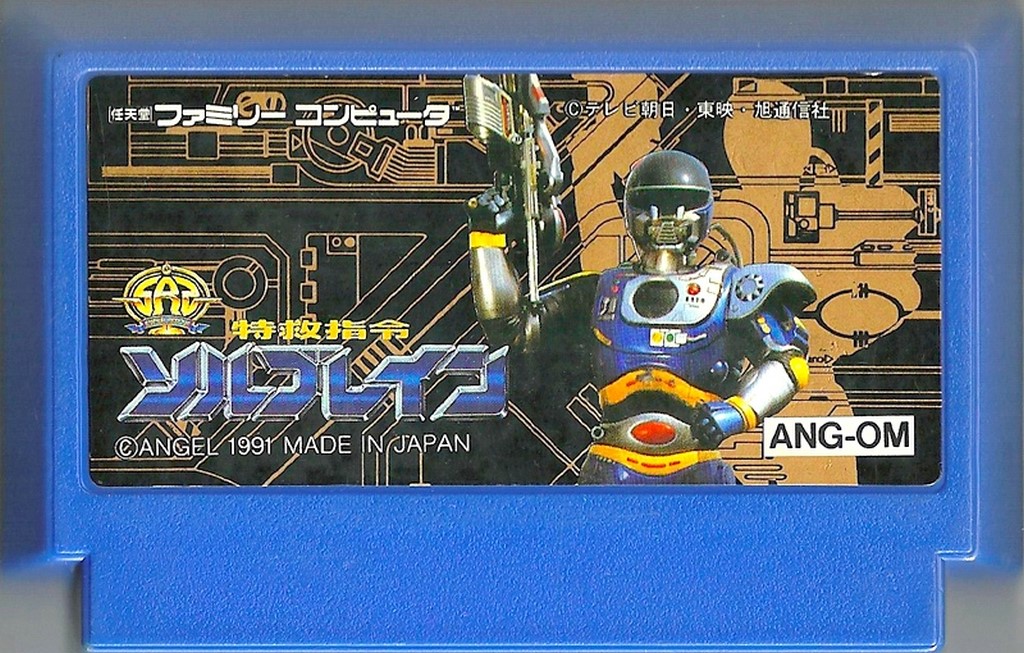 任天堂 ファミリー コンピュータ™
©テレビ朝日・東映・旭通信社
特救指令
ソルブレイン
©ANGEL 1991 MADE IN JAPAN
ANG-OM